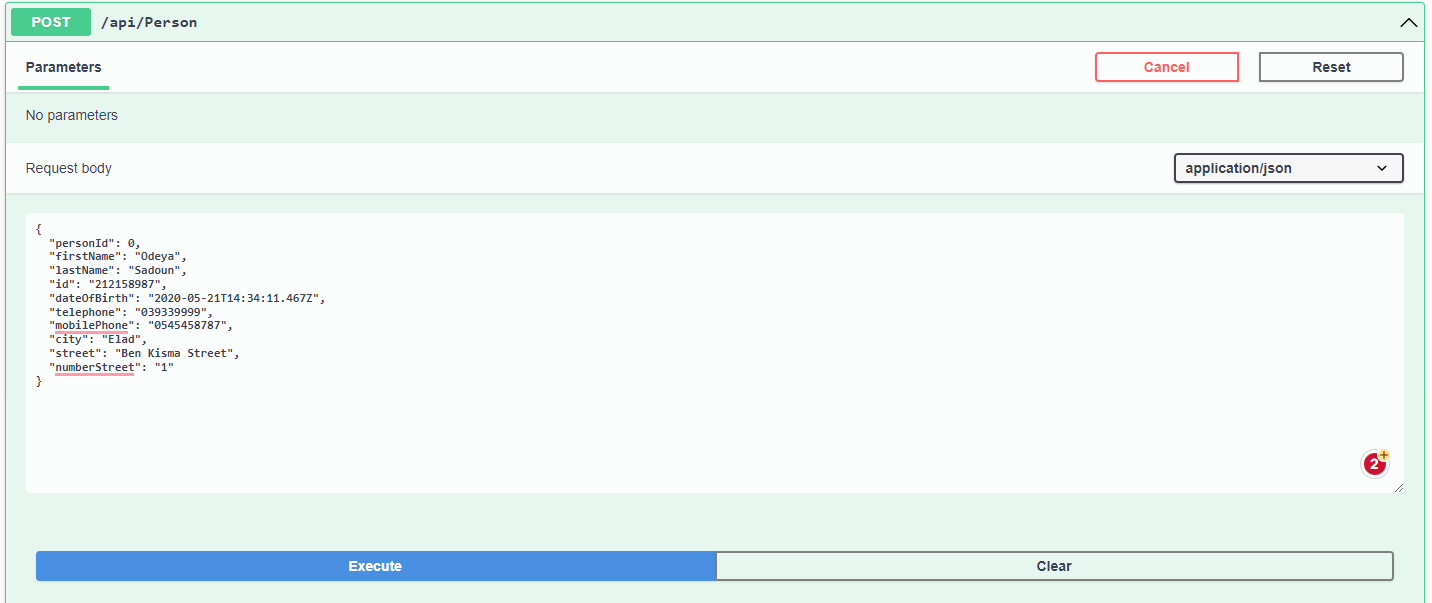 POST /api/Person
Parameters
Cancel
Reset
No parameters
Request body
application/json
{
  "personId": 0,
  "firstName": "Odeya",
  "lastName": "Sadoun",
  "id": "212158987",
  "dateOfBirth": "2020-05-21T14:34:11.467Z",
  "telephone": "039339999",
  "mobilePhone": "0545458787",
  "city": "Elad",
  "street": "Ben Kisma Street",
  "numberStreet": "1"
}
2+
Execute
Clear